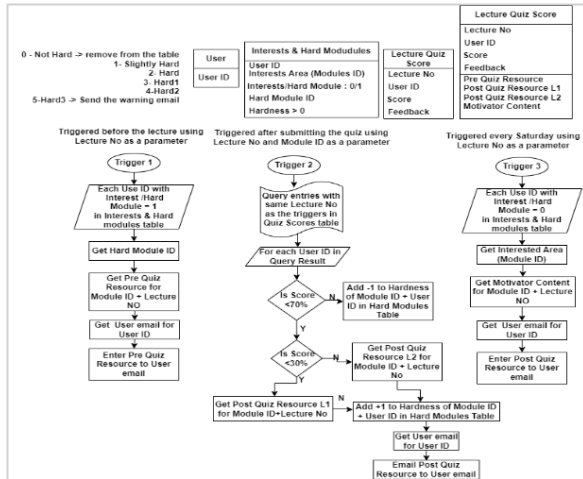 0 - Not Hard -> remove from the table
1- Slightly Hard
2- Hard
3- Hard1
4-Hard2
5-Hard3 -> Send the warning email
User
User ID
Interests & Hard Modudules
User ID
Interests Area (Modules ID)
Interests/Hard Module : 0/1
Hard Module ID
Hardness > 0
Lecture Quiz
Score
Lecture No
User ID
Score
Feedback
Lecture Quiz Score
Lecture No
User ID
Score
Feedback
Pre Quiz Resource
Post Quiz Resource L1
Post Quiz Resource L2
Motivator Content
Triggered before the lecture using
Lecture No as a parameter
Trigger 1
Each Use ID with
Interest /Hard
Module = 1
in Interests & Hard
modules table
Get Hard Module ID
Get Pre Quiz
Resource for
Module ID + Lecture
NO
Get User email for
User ID
Enter Pre Quiz
Resource to User
email
Triggered after submitting the quiz using
Lecture No and Module ID as a parameter
Trigger 2
Query entries with
same Lecture No
as the triggers in
Quiz Scores table
For each User ID in
Query Result
Is Score
<70%
N
Add -1 to Hardness
of Module ID + User
ID in Hard Modules
Table
Y
Is Score
<30%
N
Get Post Quiz
Resource L2 for
Module ID + Lecture
No
Y
Get Post Quiz Resource L1
for Module ID+Lecture No
N
Add +1 to Hardness of Module ID
+ User ID in Hard Modules Table
Get User email
for User ID
Email Post Quiz
Resource to User email
Triggered every Saturday using
Lecture No as a parameter
Trigger 3
Each Use ID with
Interest /Hard
Module = 0
in Interests & Hard
modules table
Get Interested Area
(Module ID)
Get Motivator Content
for Module ID + Lecture
NO
Get User email for
User ID
Enter Post Quiz
Resource to User
email